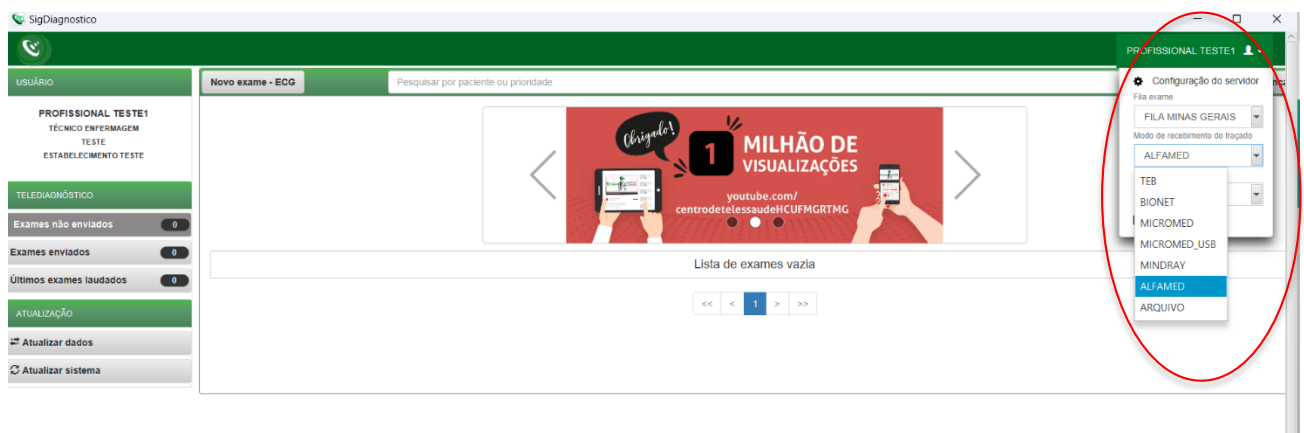 SigDiagnostico
PROFISSIONAL TESTE1
USUÁRIO
PROFISSIONAL TESTE1
TÉCNICO ENFERMAGEM
TESTE
ESTABELECIMENTO TESTE
TELEDIAGNÓSTICO
Exames não enviados 0
Exames enviados 0
Últimos exames laudados 0
ATUALIZAÇÃO
Atualizar dados
Atualizar sistema
Novo exame - ECG
Pesquisar por paciente ou prioridade
Obrigado!
1 MILHÃO DE
VISUALIZAÇÕES
youtube.com/
centrodetelessaudeHCUFMGRTMG
Lista de exames vazia
<< < 1 > >>
Configuração do servidor
Fila exame
FILA MINAS GERAIS
Modo de recebimento do traçado
ALFAMED
TEB
BIONET
MICROMED
MICROMED_USB
MINDRAY
ALFAMED
ARQUIVO